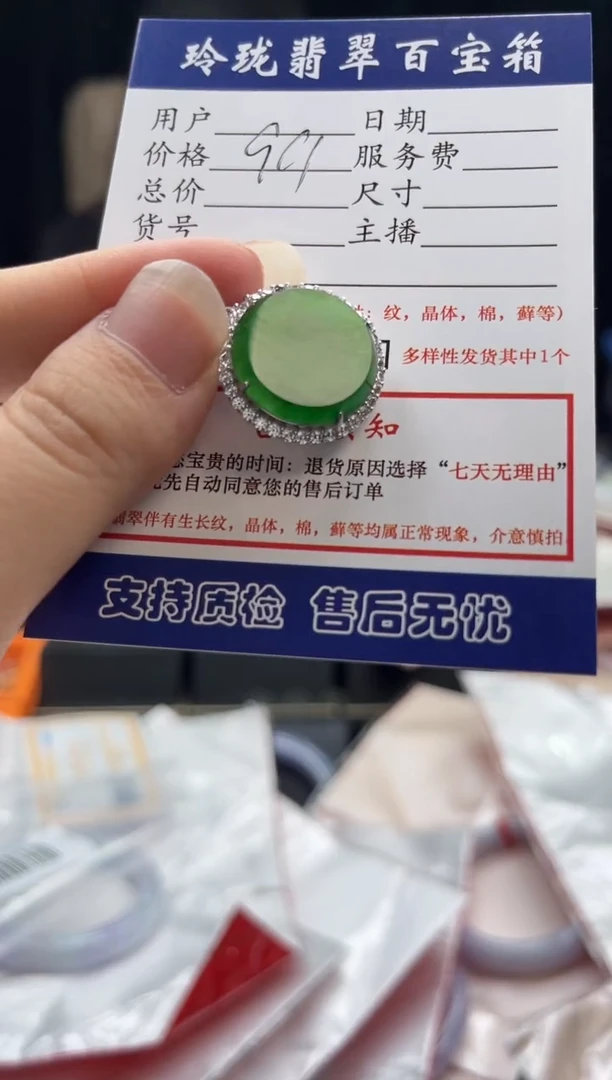 玲珑翡翠百宝箱
用户 日期
价格 服务费
总价 尺寸
货号 主播
纹，晶体，棉，藓等）
多样性发货其中1个
知
宝贵的时间：退货原因选择“七天无理由”
先自动同意您的售后订单
翡翠伴有生长纹，晶体，棉，藓等均属正常现象，介意慎拍
支持质检 售后无忧